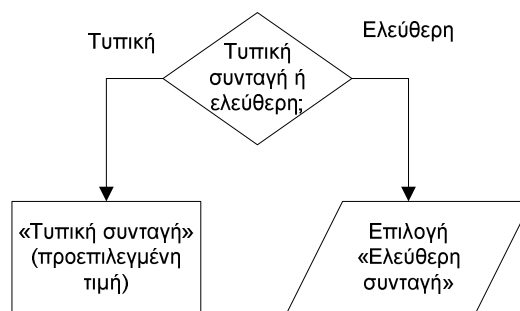 Τυπική
Ελεύθερη
Τυπική
συνταγή ή
ελεύθερη;
«Τυπική συνταγή»
(προεπιλεγμένη
τιμή)
Επιλογή
«Ελεύθερη
συνταγή»